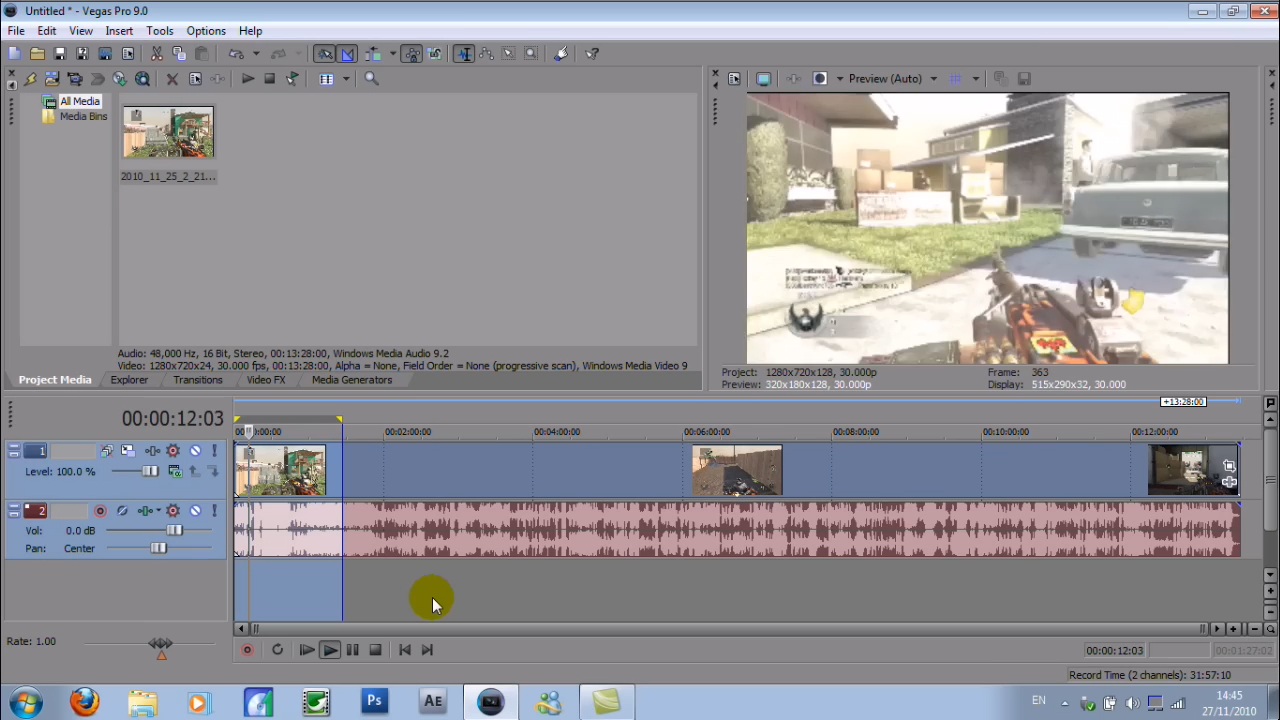 Untitled * - Vegas Pro 9.0
File Edit View Insert Tools Options Help
All Media
Media Bins
2010_11_25_2_21...
Preview (Auto)
Audio: 48,000 Hz, 16 Bit, Stereo, 00:13:28:00, Windows Media Audio 9.2
Video: 1280x720x24, 30.000 fps, 00:13:28:00, Alpha = None, Field Order = None (progressive scan), Windows Media Video 9
Project Media Explorer Transitions Video FX Media Generators
Project: 1280x720x128, 30.000p Frame: 363
Preview: 320x180x128, 30.000p Display: 515x290x32, 30.000
00:00:12:03
+13:28:00
00:02:00:00 00:04:00:00 00:06:00:00 00:08:00:00 00:10:00:00 00:12:00:00
1
Level: 100.0 %
2
Vol: 0.0 dB
Pan: Center
Rate: 1.00
00:00:12:03 00:01:27:02
Record Time (2 channels): 31:57:10
Ps AE EN 14:45
27/11/2010